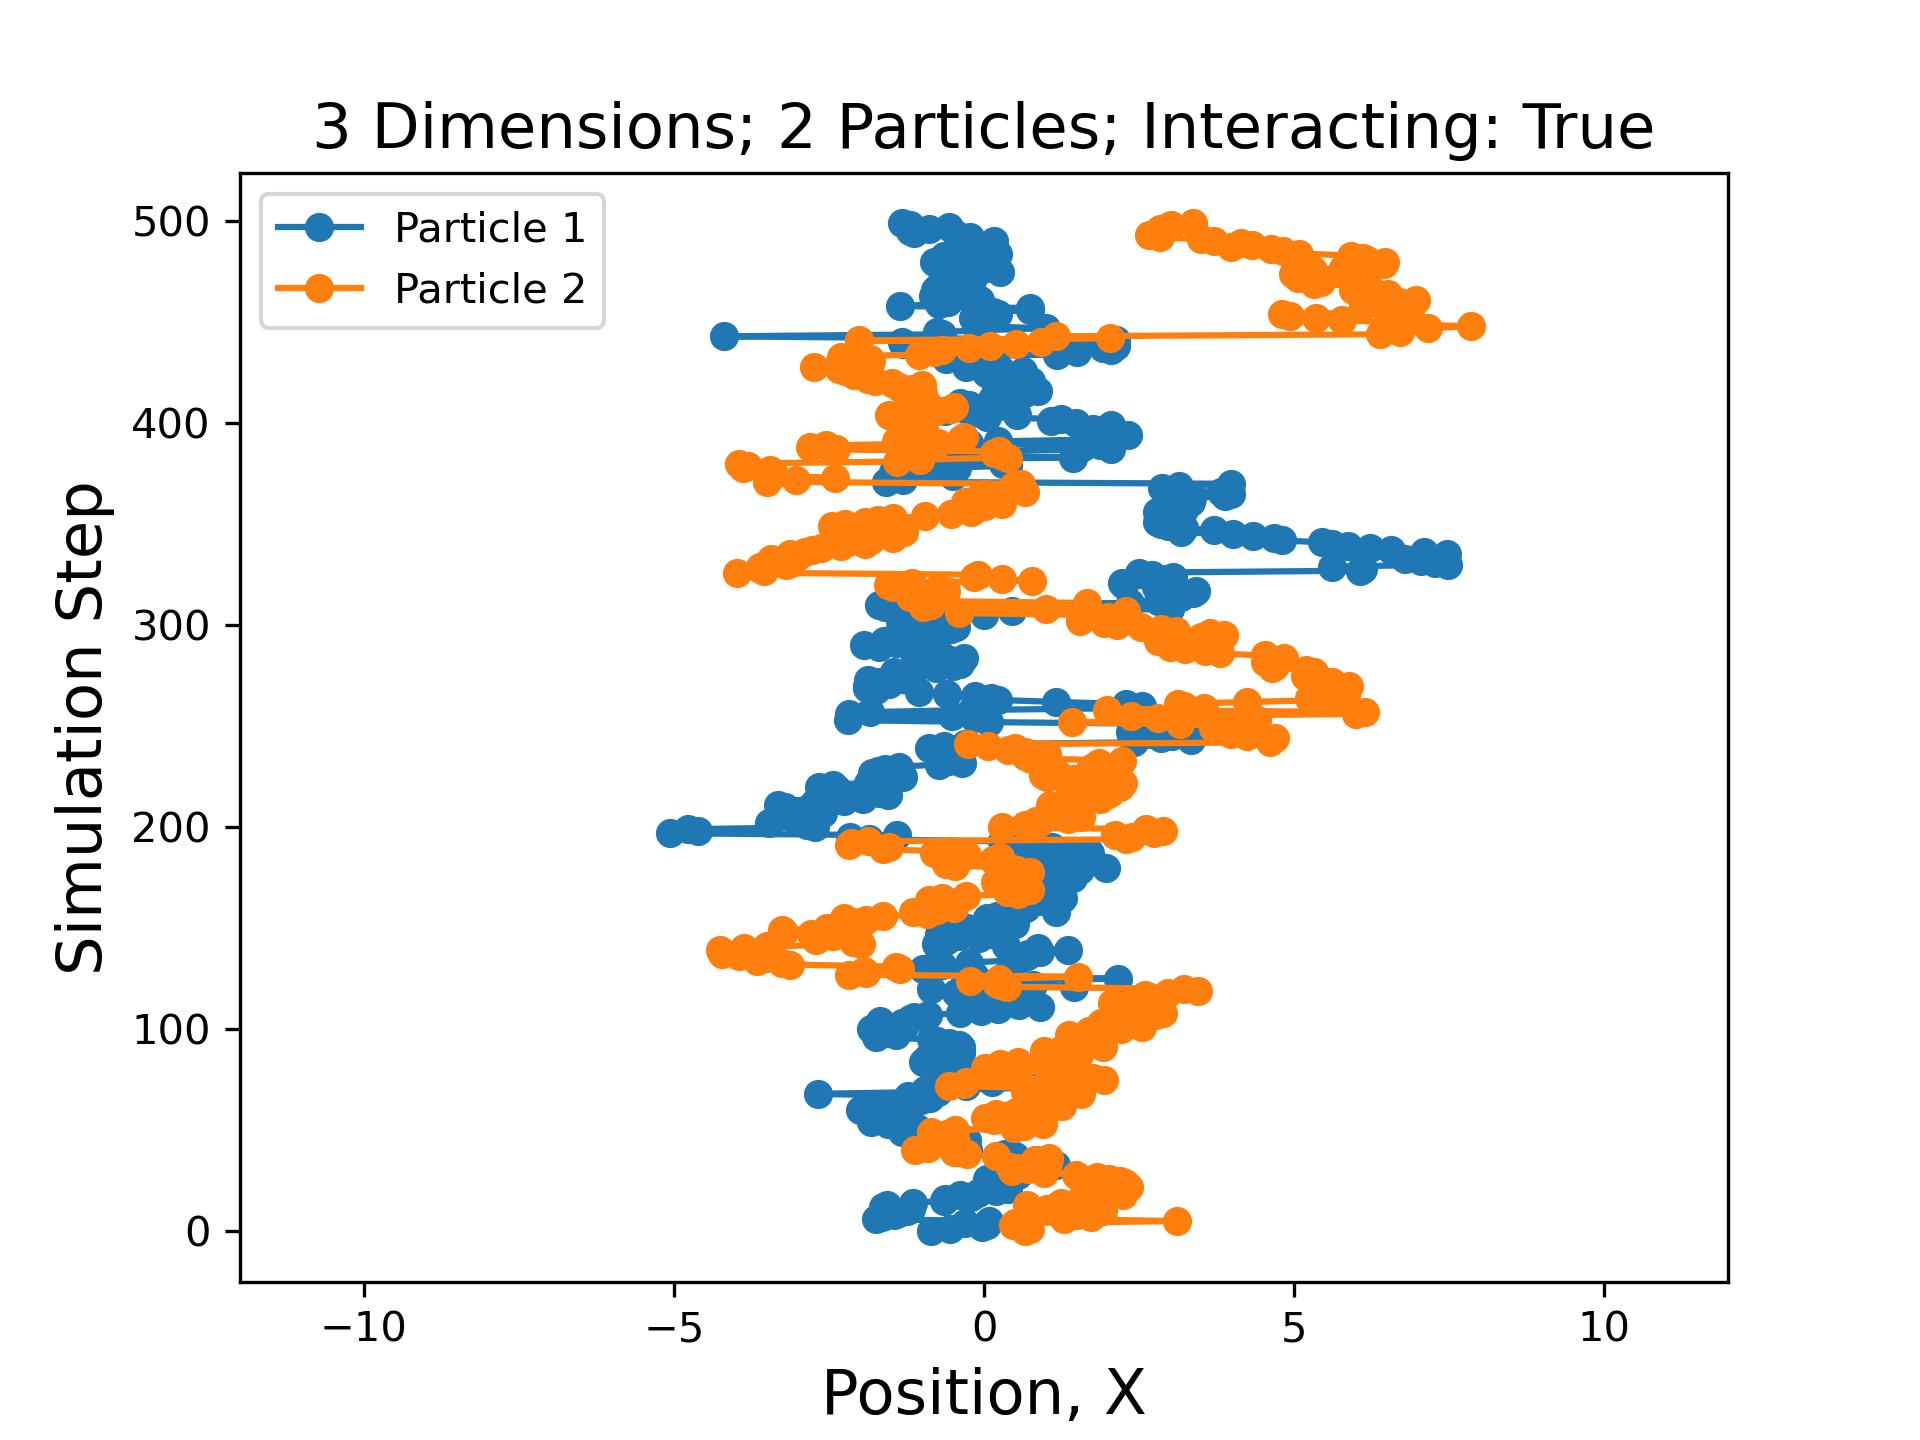 3 Dimensions; 2 Particles; Interacting: True
Particle 1
Particle 2
Simulation Step
500
400
300
200
100
0
−10
−5
0
5
10
Position, X